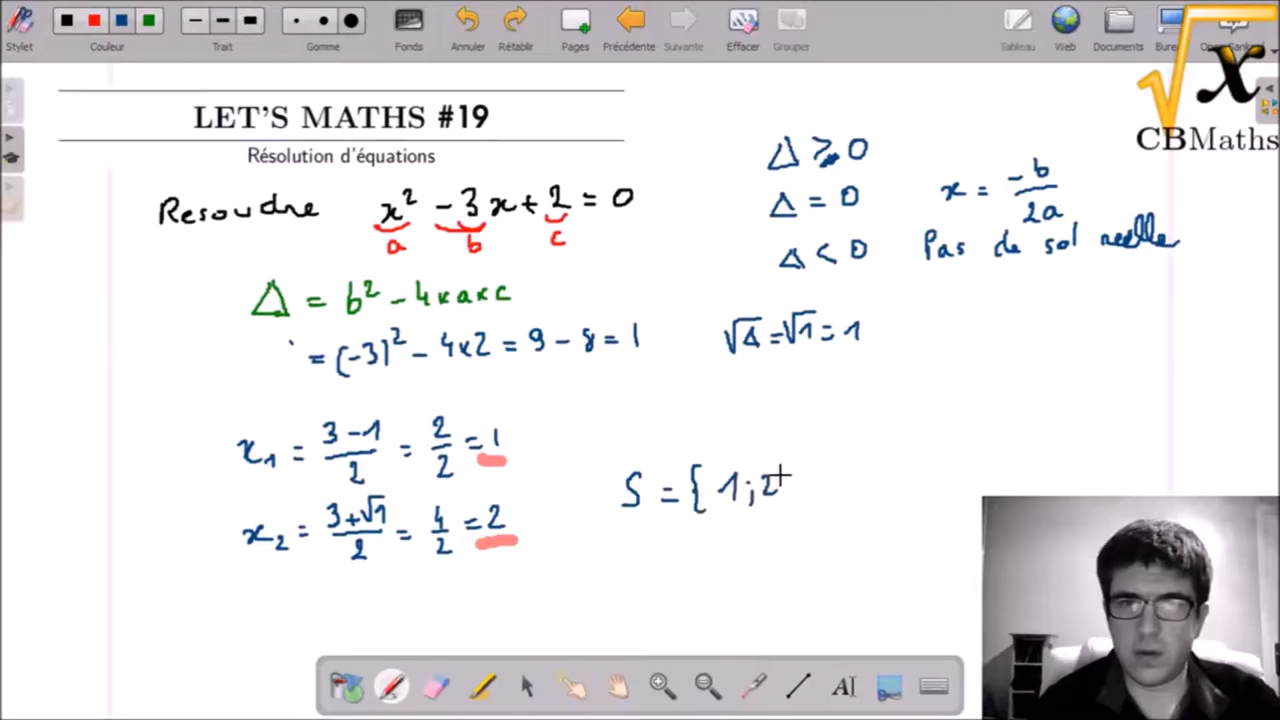 Stylet Couleur Trait Gomme Fonds Annuler Rétablir Pages Précédente Suivante Effacer Grouper Tableau Web Documents
CBMaths
LET'S MATHS #19
Résolution d'équations
Resoudre x² - 3x + 2 = 0
a b c
Δ = b² - 4×a×c
= (-3)² - 4×2 = 9 - 8 = 1
x₁ = (3-1)/2 = 2/2 = 1
x₂ = (3+√1)/2 = 4/2 = 2
Δ ⩾ 0
Δ = 0 x = -b/2a
Δ < 0 Pas de sol reelle
√Δ = √1 = 1
S = { 1 ; 2